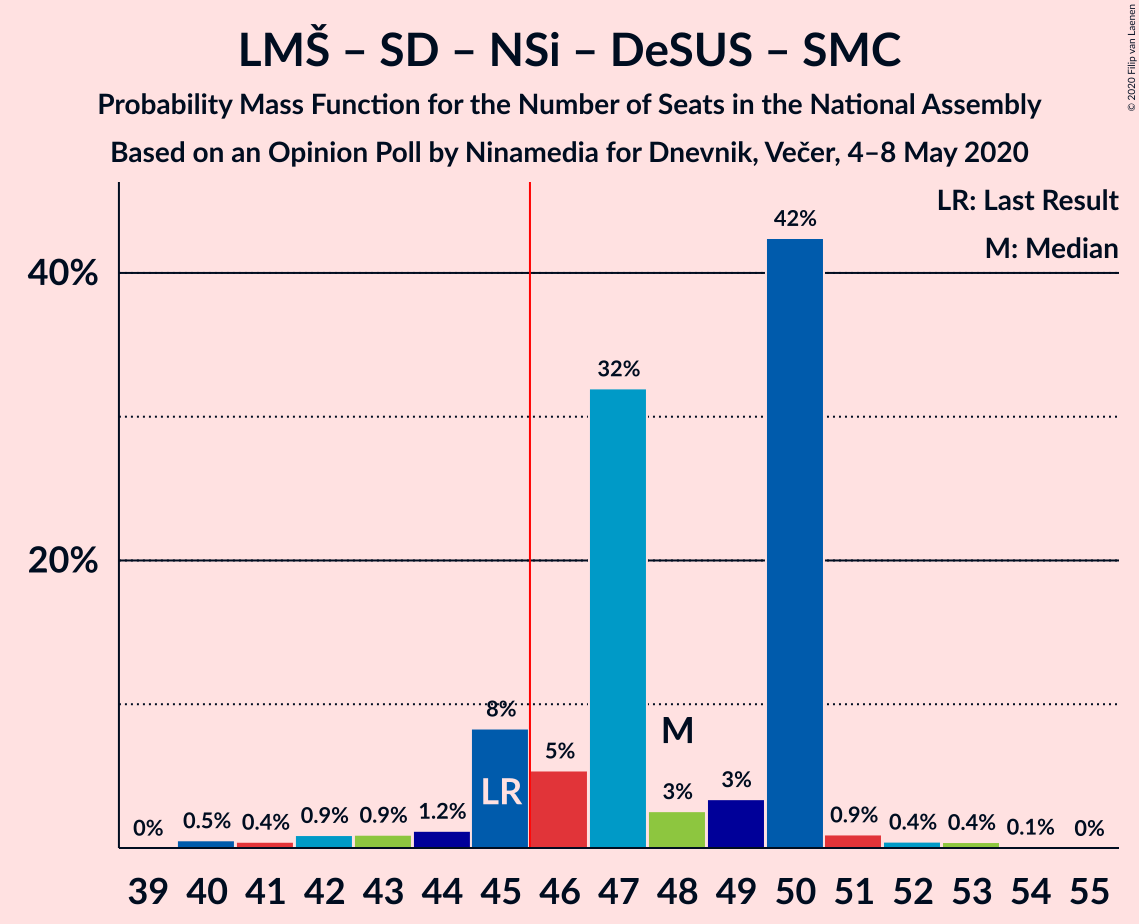 LMŠ – SD – NSi – DeSUS – SMC
Probability Mass Function for the Number of Seats in the National Assembly
Based on an Opinion Poll by Ninamedia for Dnevnik, Večer, 4–8 May 2020
© 2020 Filip van Laenen
LR: Last Result
M: Median
40%
20%
0%
0.5%
0.4%
0.9%
0.9%
1.2%
8%
5%
32%
3%
3%
42%
0.9%
0.4%
0.4%
0.1%
0%
LR
M
39 40 41 42 43 44 45 46 47 48 49 50 51 52 53 54 55